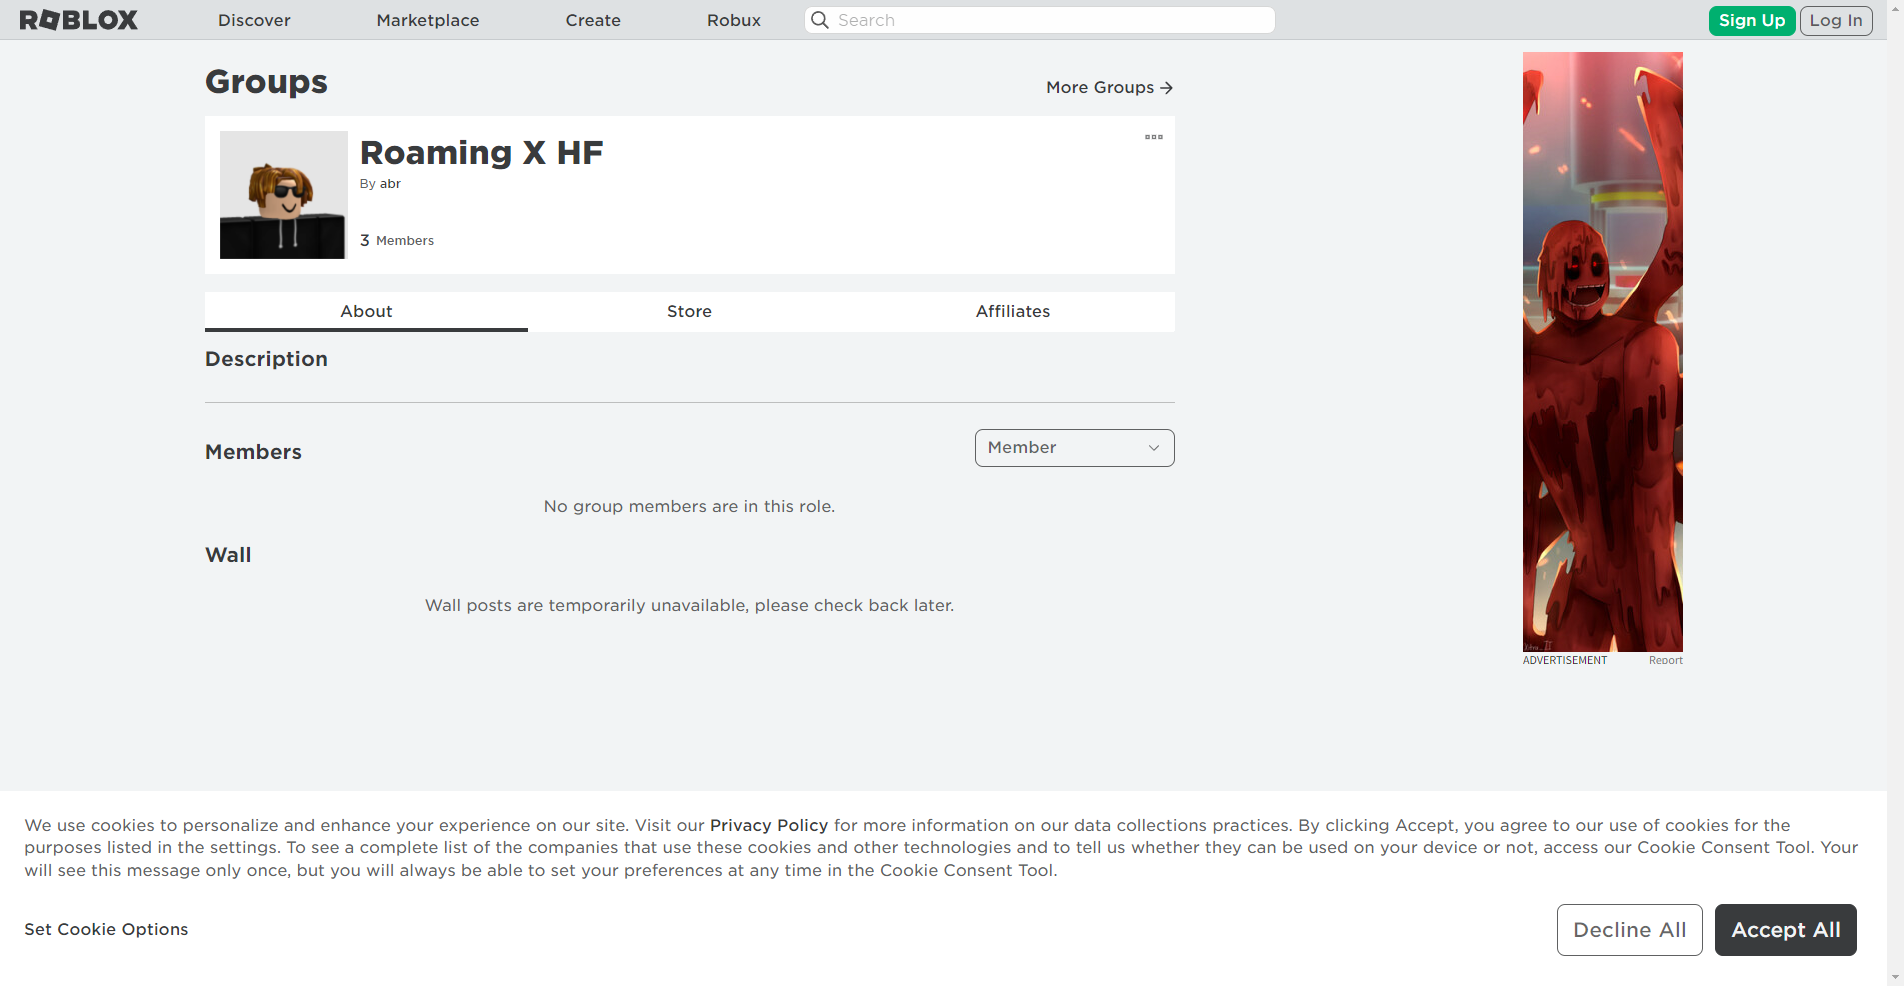 ROBLOX
Discover
Marketplace
Create
Robux
Search
Sign Up
Log In
Groups
More Groups
Roaming X HF
By abr
3 Members
About
Store
Affiliates
Description
Members
Member
No group members are in this role.
Wall
Wall posts are temporarily unavailable, please check back later.
ADVERTISEMENT
Report
We use cookies to personalize and enhance your experience on our site. Visit our Privacy Policy for more information on our data collections practices. By clicking Accept, you agree to our use of cookies for the
purposes listed in the settings. To see a complete list of the companies that use these cookies and other technologies and to tell us whether they can be used on your device or not, access our Cookie Consent Tool. Your
will see this message only once, but you will always be able to set your preferences at any time in the Cookie Consent Tool.
Set Cookie Options
Decline All
Accept All